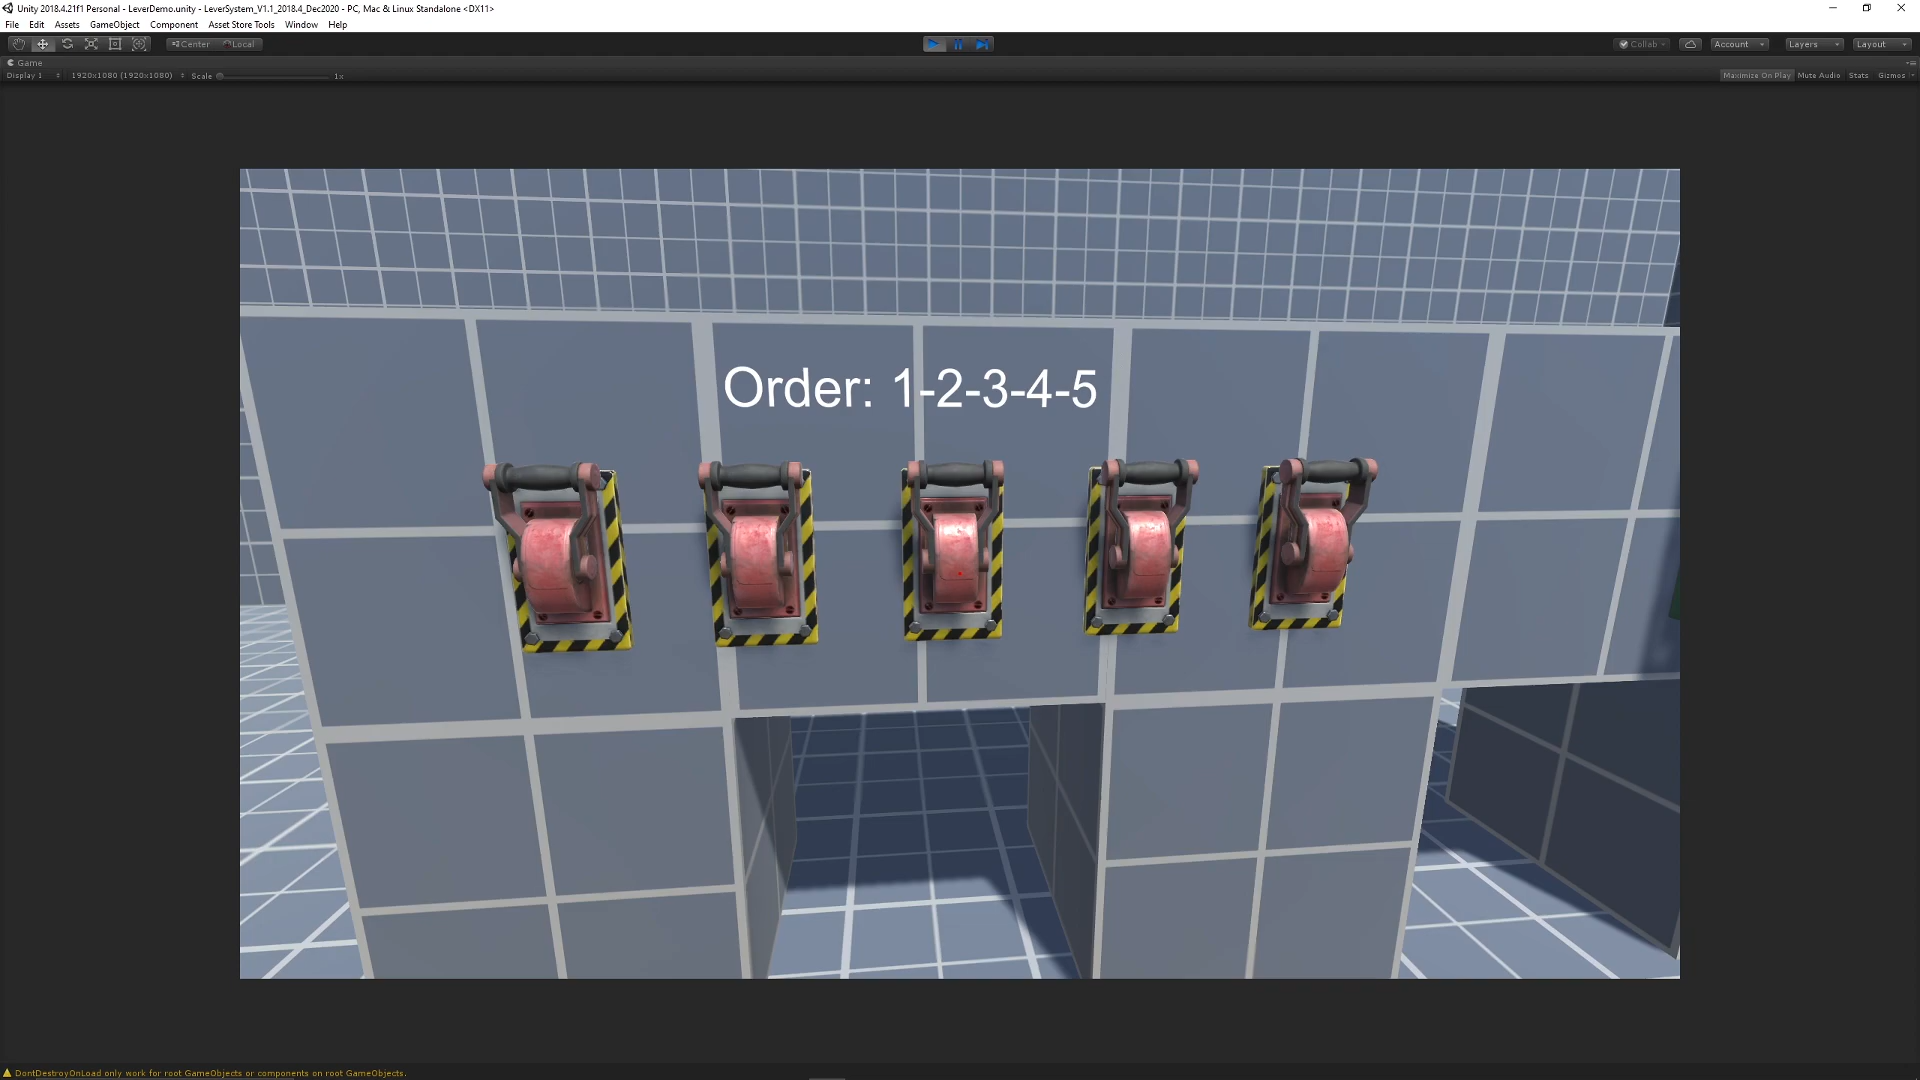 Unity 2018.4.21f1 Personal - LeverDemo.unity - LeverSystem_V1.1_2018.4_Dec2020 - PC, Mac & Linux Standalone <DX11>
File Edit Assets GameObject Component Asset Store Tools Window Help
Center Local Collab Account Layers Layout
Game
Display 1 1920x1080 (1920x1080) Scale 1x Maximize On Play Mute Audio Stats Gizmos
Order: 1-2-3-4-5
DontDestroyOnLoad only work for root GameObjects or components on root GameObjects.